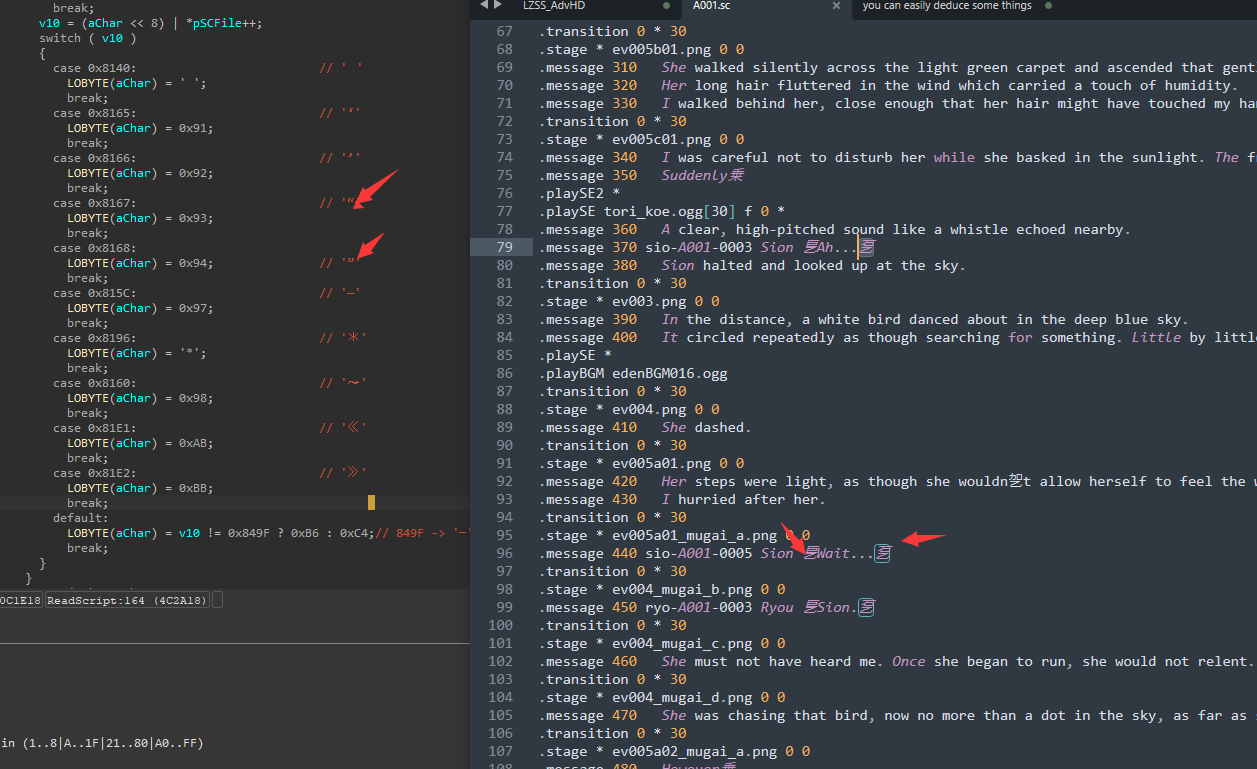 break;
v10 = (aChar << 8) | *pSCFile++;
switch ( v10 )
{
case 0x8140: // '　'
LOBYTE(aChar) = ' ';
break;
case 0x8165: // '‘'
LOBYTE(aChar) = 0x91;
break;
case 0x8166: // '’'
LOBYTE(aChar) = 0x92;
break;
case 0x8167: // '“'
LOBYTE(aChar) = 0x93;
break;
case 0x8168:
LOBYTE(aChar) = 0x94; // '”'
break;
case 0x815C: // '—'
LOBYTE(aChar) = 0x97;
break;
case 0x8196: // '＊'
LOBYTE(aChar) = '*';
break;
case 0x8160: // '～'
LOBYTE(aChar) = 0x98;
break;
case 0x81E1: // '≪'
LOBYTE(aChar) = 0xAB;
break;
case 0x81E2: // '≫'
LOBYTE(aChar) = 0xBB;
break;
default:
LOBYTE(aChar) = v10 != 0x849F ? 0xB6 : 0xC4;// 849F -> '─'
break;
}
}
0C1E18 ReadScript:164 (4C2A18)
in (1..8|A..1F|21..80|A0..FF)
LZSS_AdvHD
A001.sc
you can easily deduce some things
67 .transition 0 * 30
68 .stage * ev005b01.png 0 0
69 .message 310 She walked silently across the light green carpet and ascended that gent
70 .message 320 Her long hair fluttered in the wind which carried a touch of humidity.
71 .message 330 I walked behind her, close enough that her hair might have touched my ha
72 .transition 0 * 30
73 .stage * ev005c01.png 0 0
74 .message 340 I was careful not to disturb her while she basked in the sunlight. The f
75 .message 350 Suddenly乗
76 .playSE2 *
77 .playSE tori_koe.ogg[30] f 0 *
78 .message 360 A clear, high-pitched sound like a whistle echoed nearby.
79 .message 370 sio-A001-0003 Sion Ah...
80 .message 380 Sion halted and looked up at the sky.
81 .transition 0 * 30
82 .stage * ev003.png 0 0
83 .message 390 In the distance, a white bird danced about in the deep blue sky.
84 .message 400 It circled repeatedly as though searching for something. Little by littl
85 .playSE *
86 .playBGM edenBGM016.ogg
87 .transition 0 * 30
88 .stage * ev004.png 0 0
89 .message 410 She dashed.
90 .transition 0 * 30
91 .stage * ev005a01.png 0 0
92 .message 420 Her steps were light, as though she wouldn t allow herself to feel the w
93 .message 430 I hurried after her.
94 .transition 0 * 30
95 .stage * ev005a01_mugai_a.png 0 0
96 .message 440 sio-A001-0005 Sion Wait...
97 .transition 0 * 30
98 .stage * ev004_mugai_b.png 0 0
99 .message 450 ryo-A001-0003 Ryou Sion.
100 .transition 0 * 30
101 .stage * ev004_mugai_c.png 0 0
102 .message 460 She must not have heard me. Once she began to run, she would not relent.
103 .transition 0 * 30
104 .stage * ev004_mugai_d.png 0 0
105 .message 470 She was chasing that bird, now no more than a dot in the sky, as far as s
106 .transition 0 * 30
107 .stage * ev005a02_mugai_a.png 0 0
108 .message 480 However乗